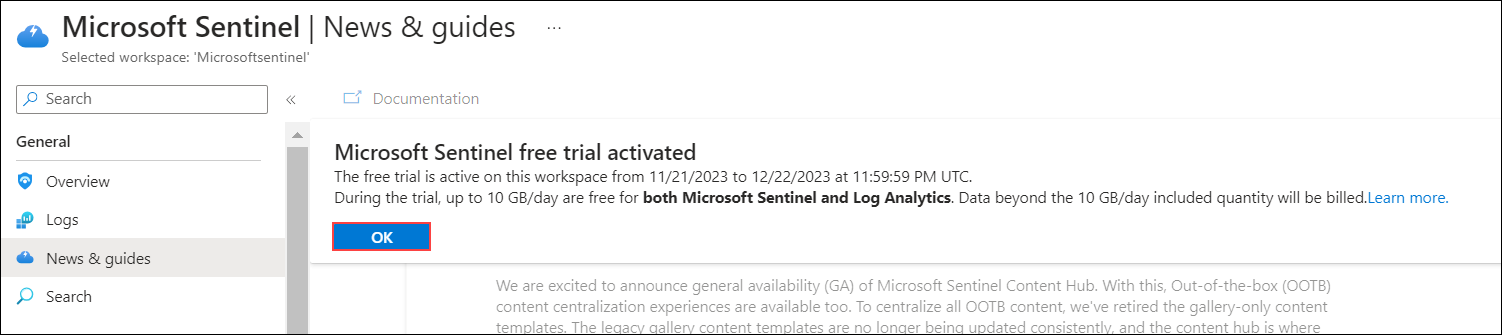 Microsoft Sentinel | News & guides ...
Selected workspace: 'Microsoftsentinel'
Search
«
Documentation
General
Overview
Logs
News & guides
Search
Microsoft Sentinel free trial activated
The free trial is active on this workspace from 11/21/2023 to 12/22/2023 at 11:59:59 PM UTC.
During the trial, up to 10 GB/day are free for both Microsoft Sentinel and Log Analytics. Data beyond the 10 GB/day included quantity will be billed.Learn more.
OK
We are excited to announce general availability (GA) of Microsoft Sentinel Content Hub. With this, Out-of-the-box (OOTB)
content centralization experiences are available too. To centralize all OOTB content, we've retired the gallery-only content
templates. The legacy gallery content templates are no longer being updated consistently, and the content hub is where